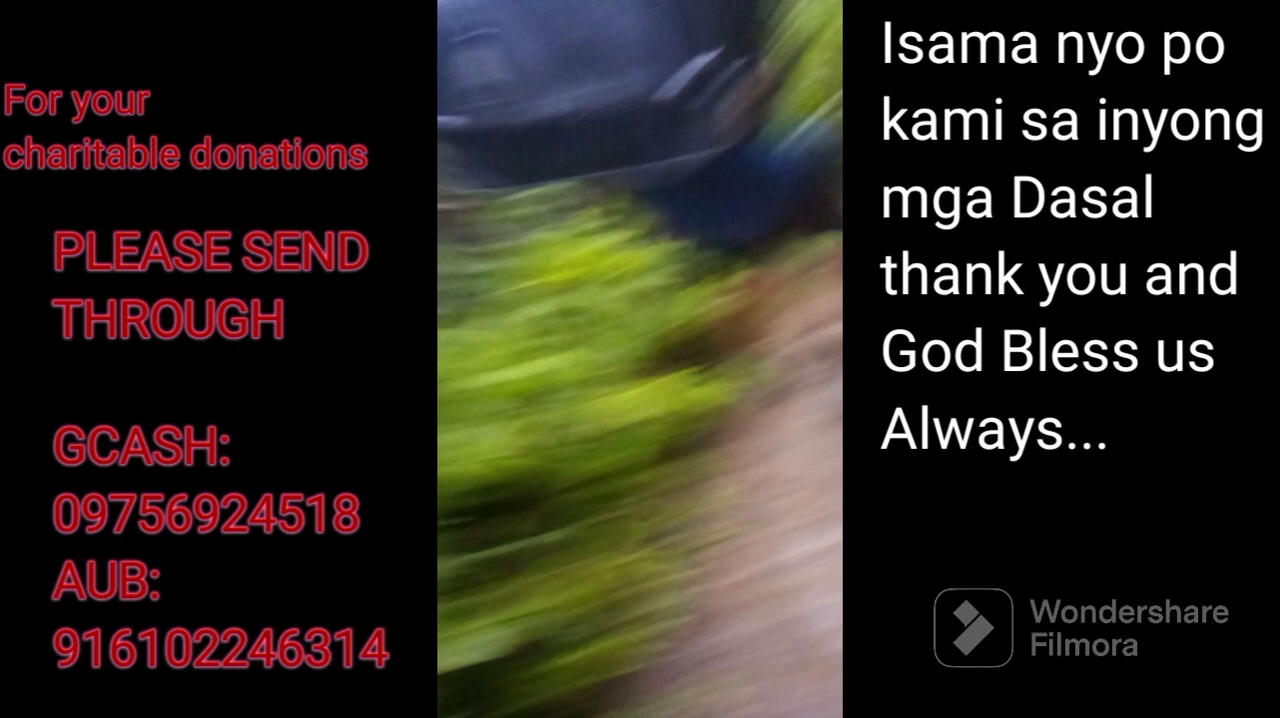 For your
charitable donations
PLEASE SEND
THROUGH
GCASH:
09756924518
AUB:
916102246314
Isama nyo po
kami sa inyong
mga Dasal
thank you and
God Bless us
Always...
Wondershare
Filmora